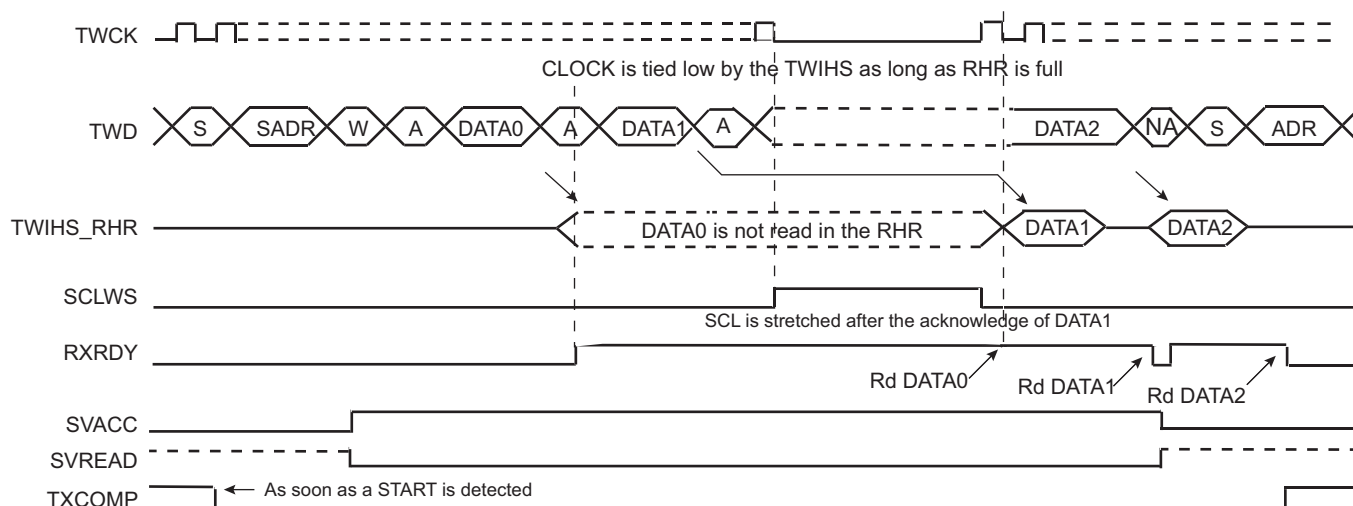 TWCK
CLOCK is tied low by the TWIHS as long as RHR is full
TWD S SADR W A DATA0 A DATA1 A DATA2 NA S ADR
TWIHS_RHR DATA0 is not read in the RHR DATA1 DATA2
SCLWS
SCL is stretched after the acknowledge of DATA1
RXRDY
Rd DATA0 Rd DATA1 Rd DATA2
SVACC
SVREAD
TXCOMP As soon as a START is detected